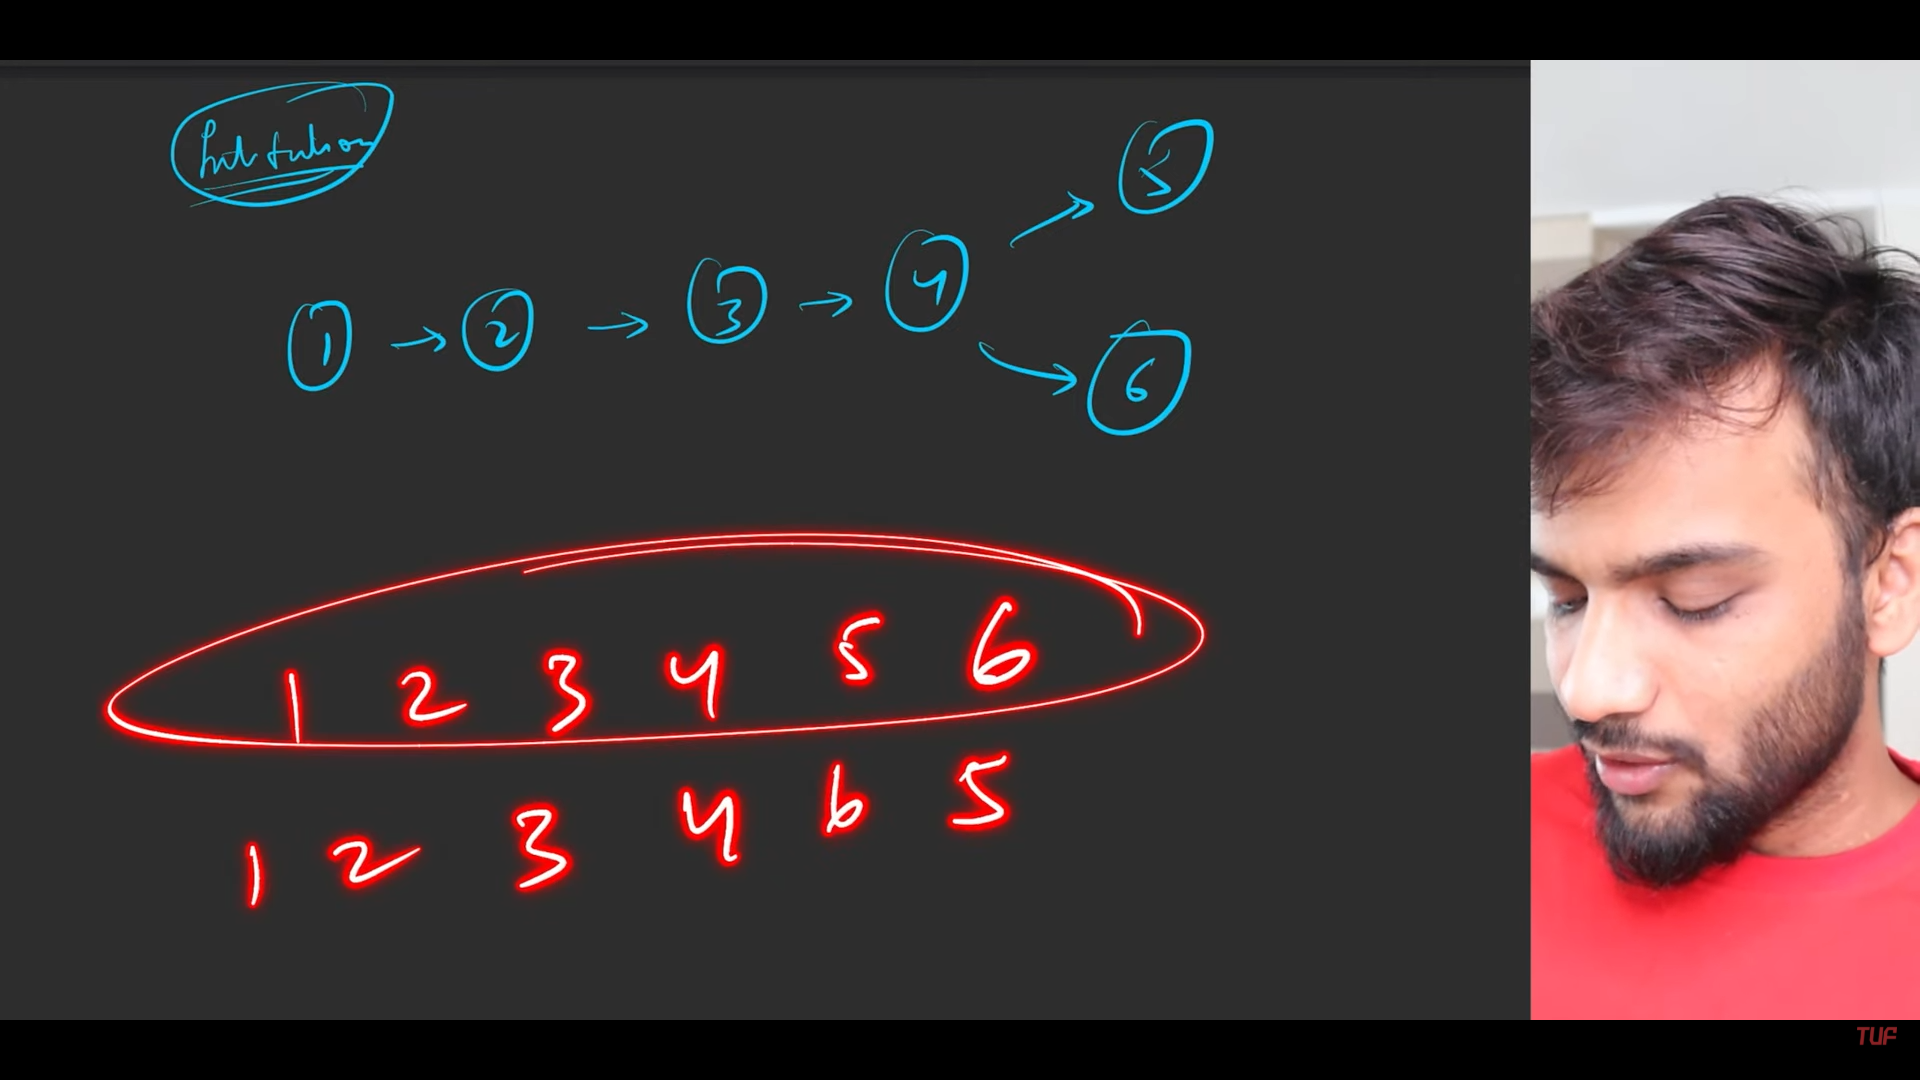 Intution
1 → 2 → 3 → 4 → 5
→ 6
1 2 3 4 5 6
1 2 3 4 6 5
TUF